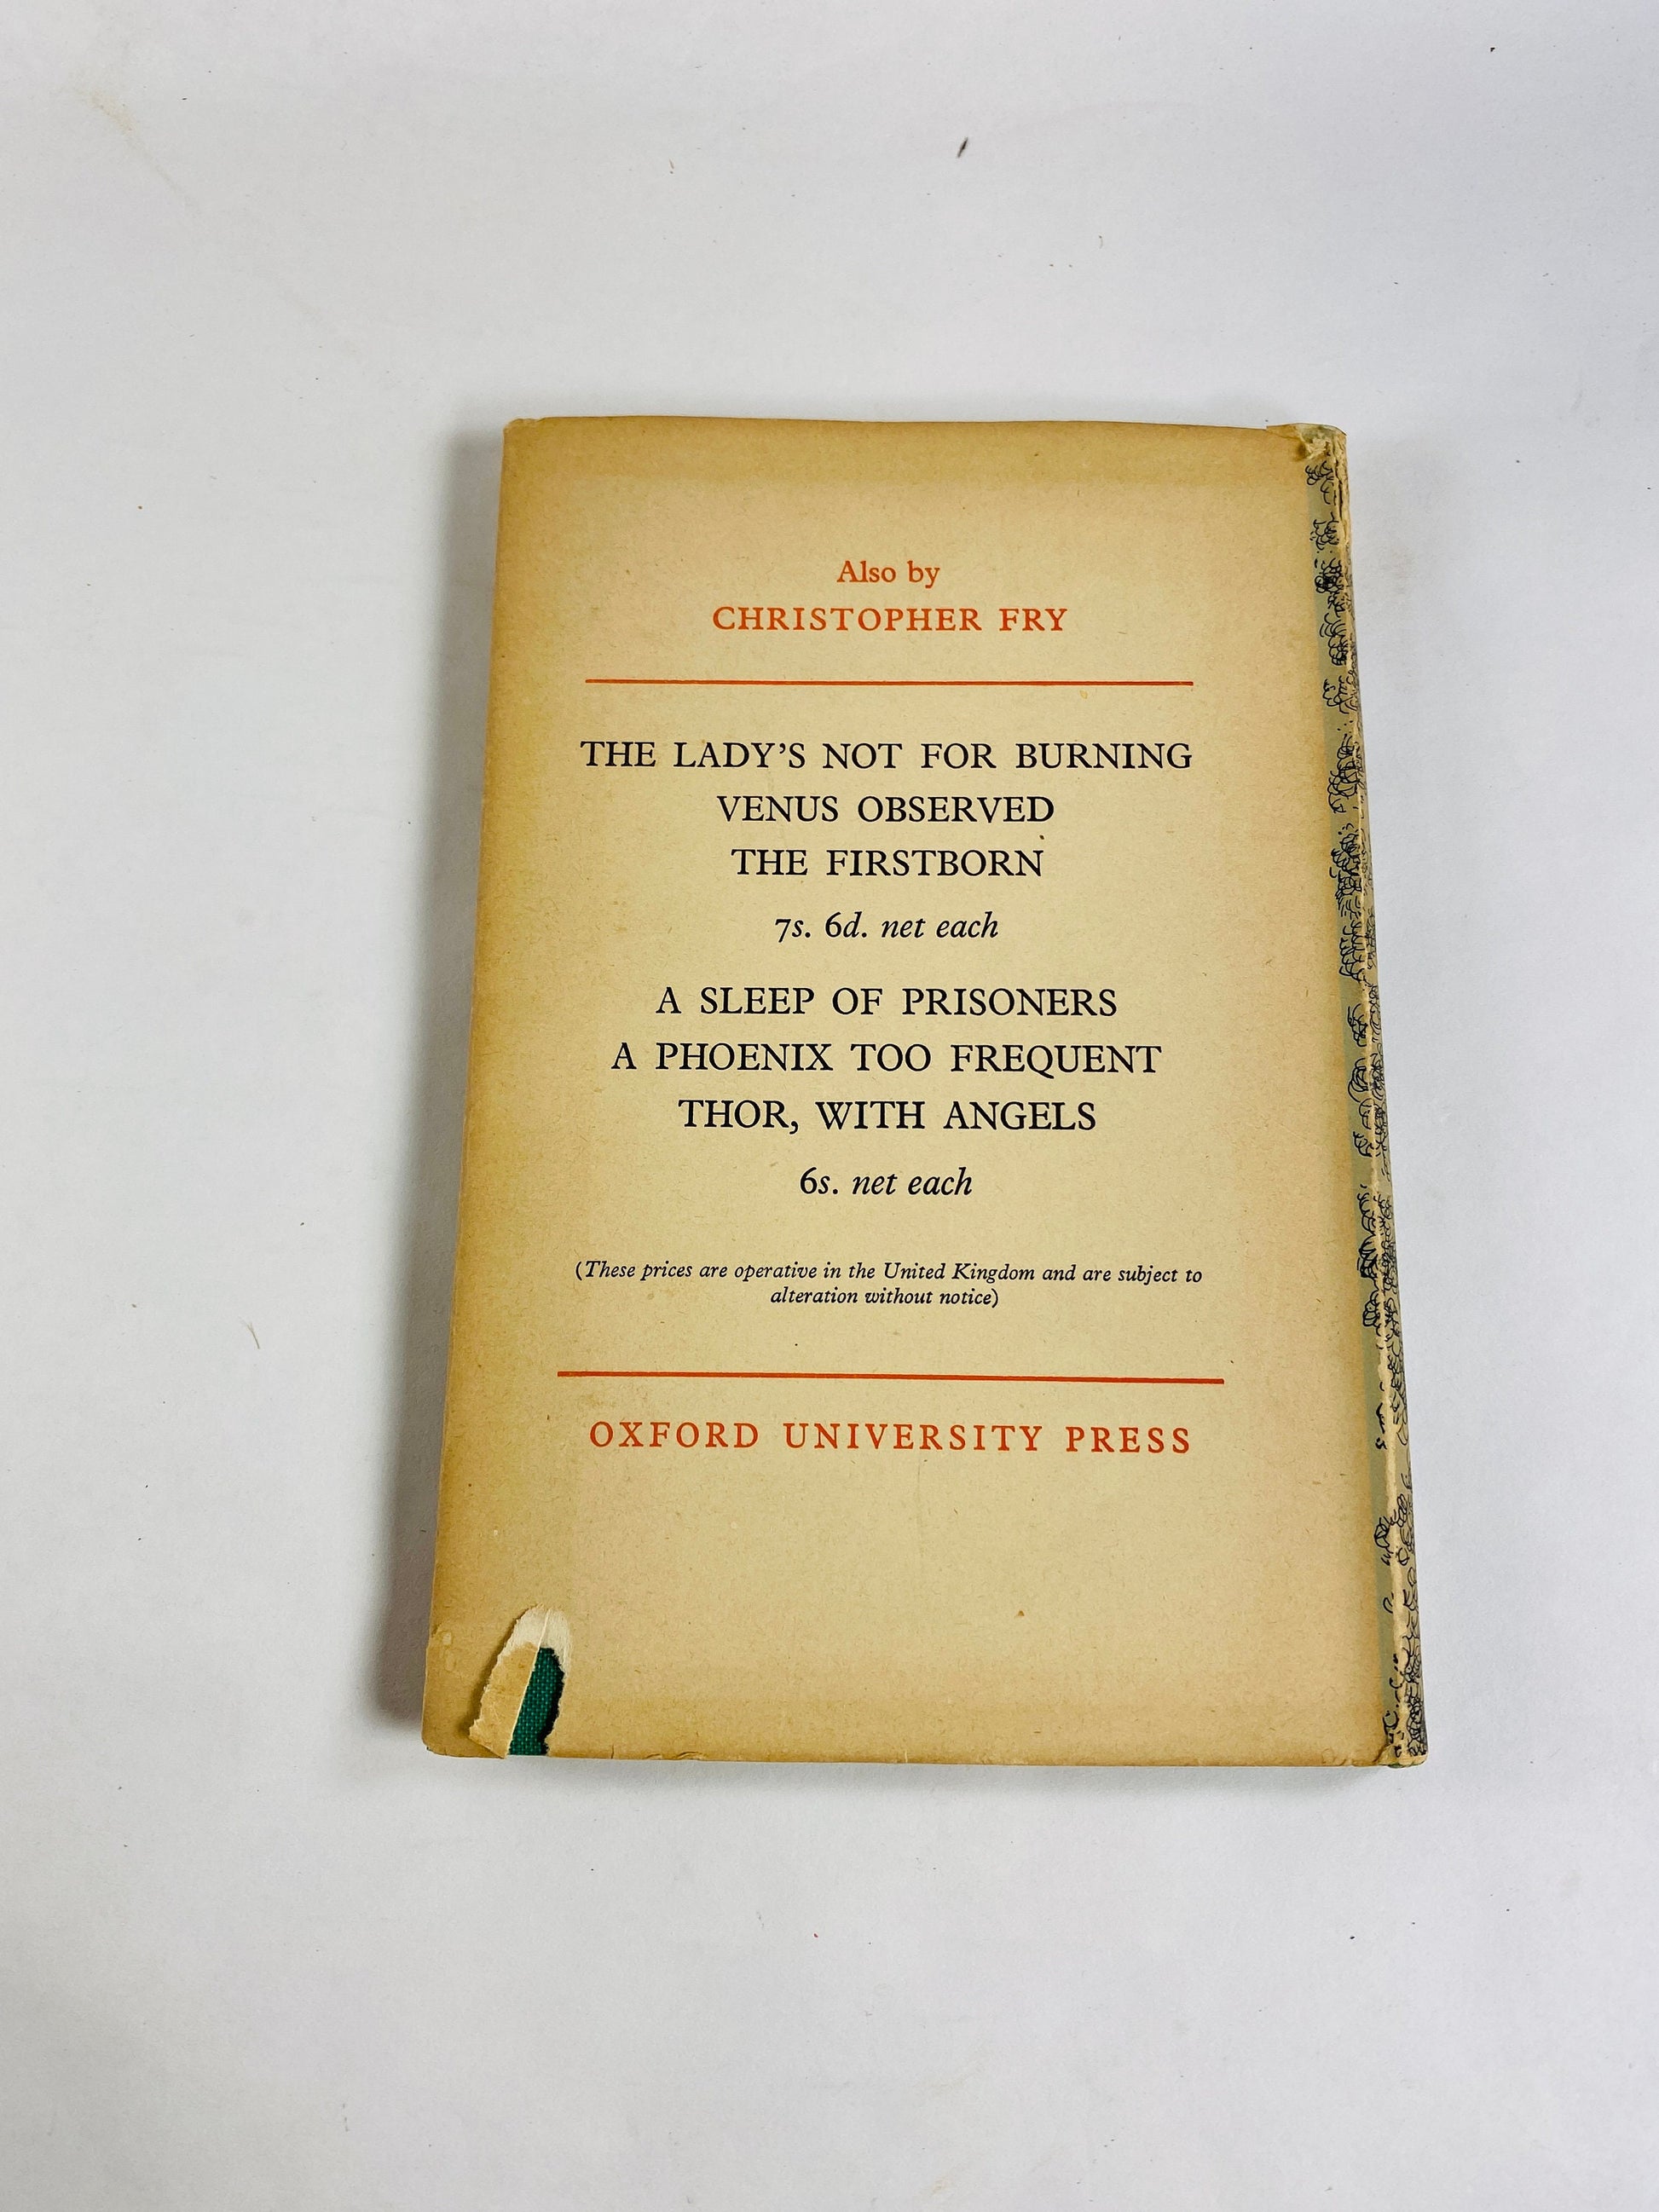 Also by
CHRISTOPHER FRY
THE LADY'S NOT FOR BURNING
VENUS OBSERVED
THE FIRSTBORN
7s. 6d. net each
A SLEEP OF PRISONERS
A PHOENIX TOO FREQUENT
THOR, WITH ANGELS
6s. net each
(These prices are operative in the United Kingdom and are subject to
alteration without notice)
OXFORD UNIVERSITY PRESS